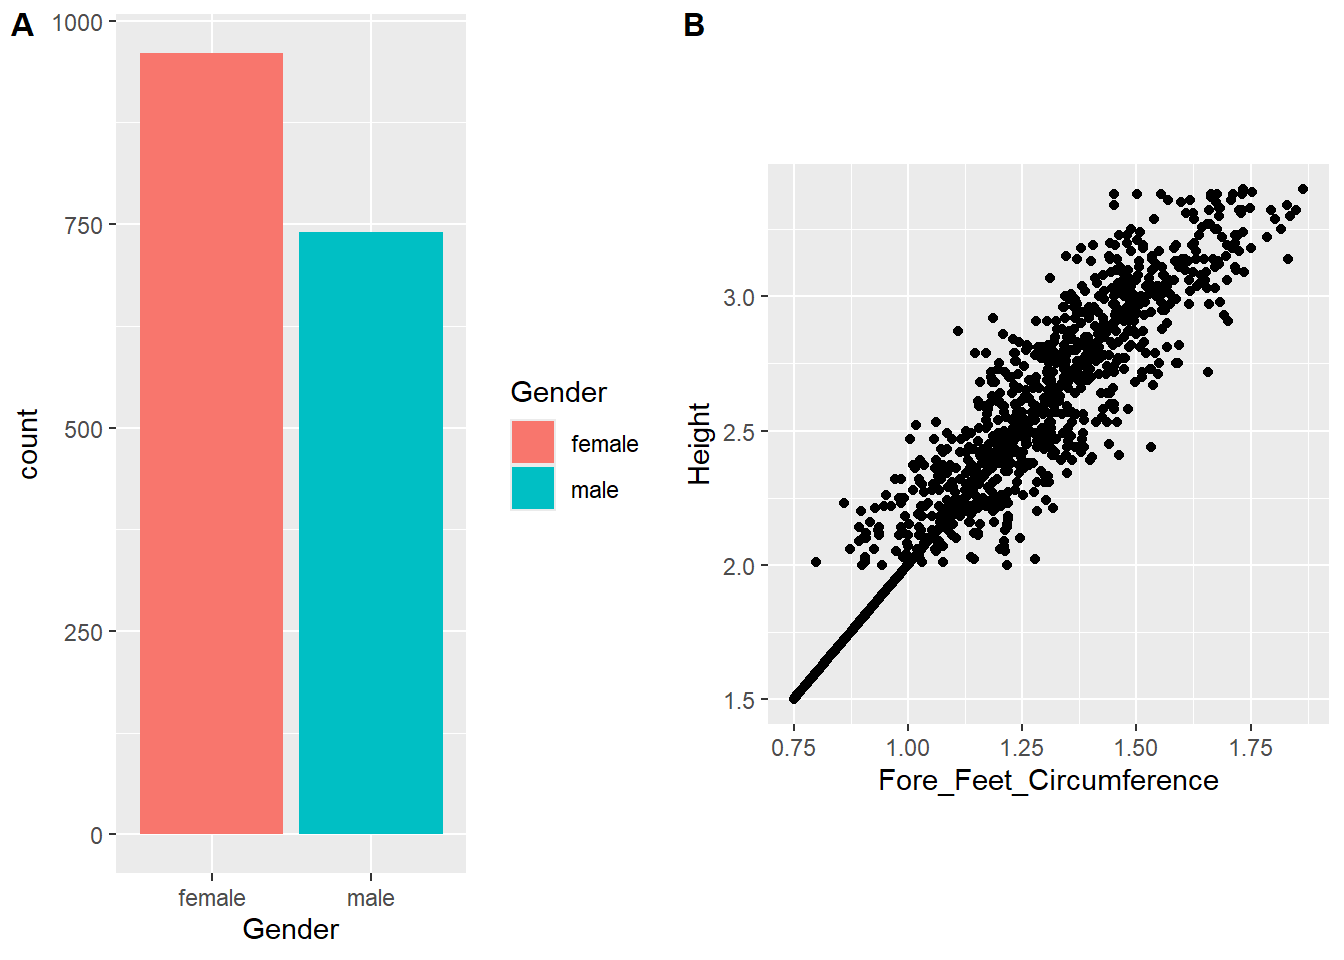 A
1000
750
500
250
0
count
female
male
Gender
Gender
female
male
B
3.0
2.5
2.0
1.5
Height
0.75 1.00 1.25 1.50 1.75
Fore_Feet_Circumference